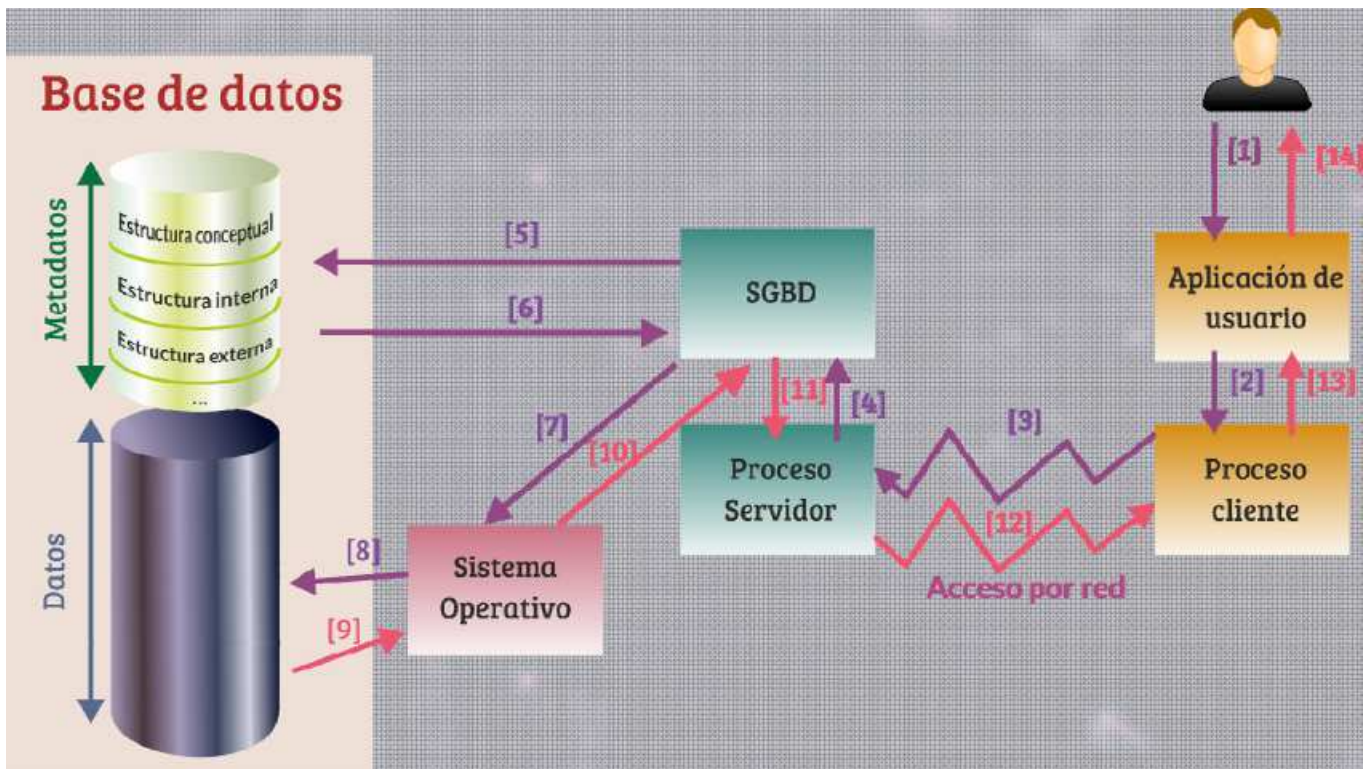 Base de datos
Metadatos
Estructura conceptual
Estructura interna
Estructura externa
...
Datos
[5]
[6]
SGBD
[7]
[10]
[11]
[4]
[8]
[9]
Sistema
Operativo
Proceso
Servidor
[3]
[12]
Acceso por red
[1]
[14]
Aplicación de
usuario
[2]
[13]
Proceso
cliente